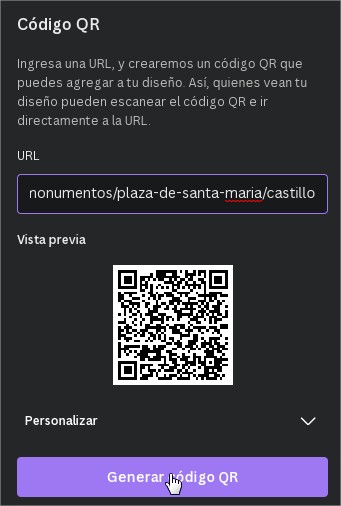 Código QR
Ingresa una URL, y crearemos un código QR que
puedes agregar a tu diseño. Así, quienes vean tu
diseño pueden escanear el código QR e ir
directamente a la URL.
URL
nonumentos/plaza-de-santa-maria/castillo
Vista previa
Personalizar
Generar código QR